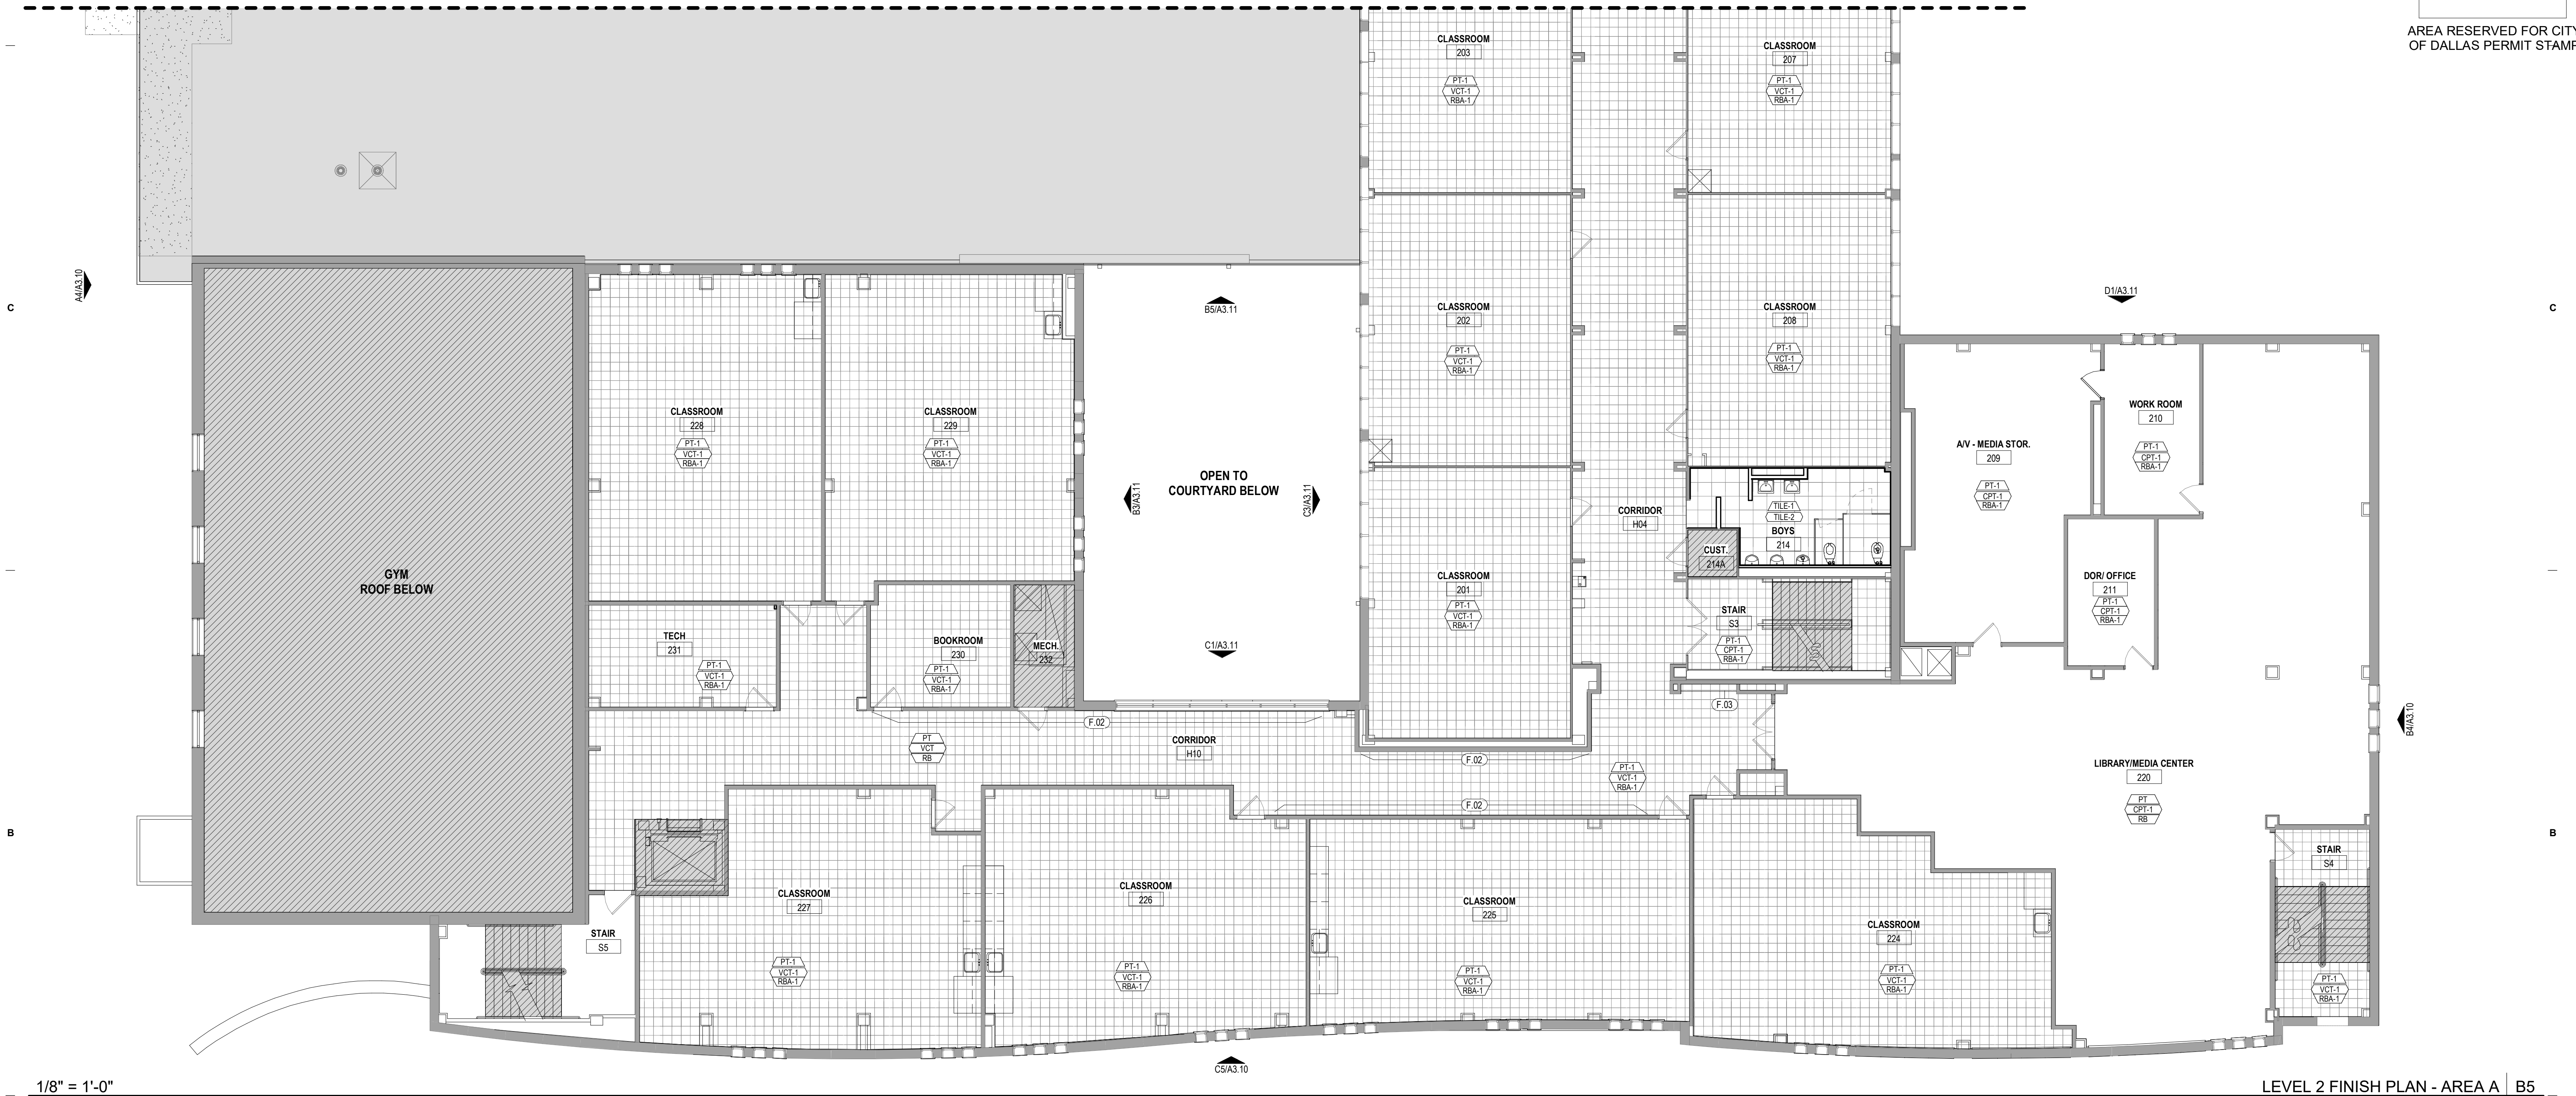 AREA RESERVED FOR CITY
OF DALLAS PERMIT STAMP
CLASSROOM
203
PT-1
VCT-1
RBA-1
CLASSROOM
207
PT-1
VCT-1
RBA-1
A4/A3.10
C
B5/A3.11
CLASSROOM
202
PT-1
VCT-1
RBA-1
CLASSROOM
208
PT-1
VCT-1
RBA-1
D1/A3.11
C
CLASSROOM
228
PT-1
VCT-1
RBA-1
CLASSROOM
229
PT-1
VCT-1
RBA-1
OPEN TO
COURTYARD BELOW
B3/A3.11
C3/A3.11
C1/A3.11
CORRIDOR
H04
TILE-1
TILE-2
BOYS
214
CUST.
214A
A/V - MEDIA STOR.
209
PT-1
CPT-1
RBA-1
WORK ROOM
210
PT-1
CPT-1
RBA-1
GYM
ROOF BELOW
CLASSROOM
201
PT-1
VCT-1
RBA-1
DOR/ OFFICE
211
PT-1
CPT-1
RBA-1
STAIR
S3
PT-1
CPT-1
RBA-1
TECH
231
PT-1
VCT-1
RBA-1
BOOKROOM
230
PT-1
VCT-1
RBA-1
MECH.
232
F.02
F.03
B4/A3.10
PT
VCT
RB
CORRIDOR
H10
F.02
PT-1
VCT-1
RBA-1
F.02
LIBRARY/MEDIA CENTER
220
PT
CPT-1
RB
B
B
STAIR
S4
PT-1
VCT-1
RBA-1
CLASSROOM
227
PT-1
VCT-1
RBA-1
CLASSROOM
226
PT-1
VCT-1
RBA-1
CLASSROOM
225
PT-1
VCT-1
RBA-1
CLASSROOM
224
PT-1
VCT-1
RBA-1
STAIR
S5
C5/A3.10
1/8" = 1'-0"
LEVEL 2 FINISH PLAN - AREA A B5